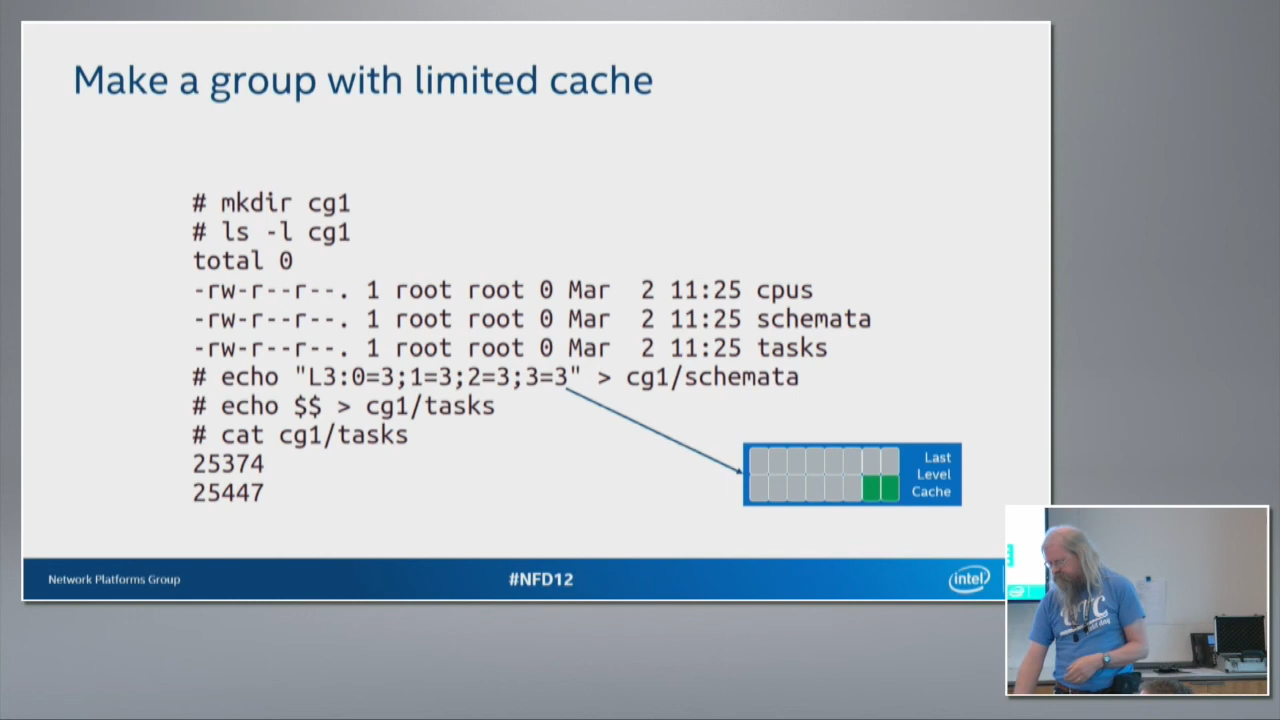 Make a group with limited cache
# mkdir cg1
# ls -l cg1
total 0
-rw-r--r--. 1 root root 0 Mar  2 11:25 cpus
-rw-r--r--. 1 root root 0 Mar  2 11:25 schemata
-rw-r--r--. 1 root root 0 Mar  2 11:25 tasks
# echo "L3:0=3;1=3;2=3;3=3" > cg1/schemata
# echo $$ > cg1/tasks
# cat cg1/tasks
25374
25447
Last
Level
Cache
Network Platforms Group
#NFD12
intel